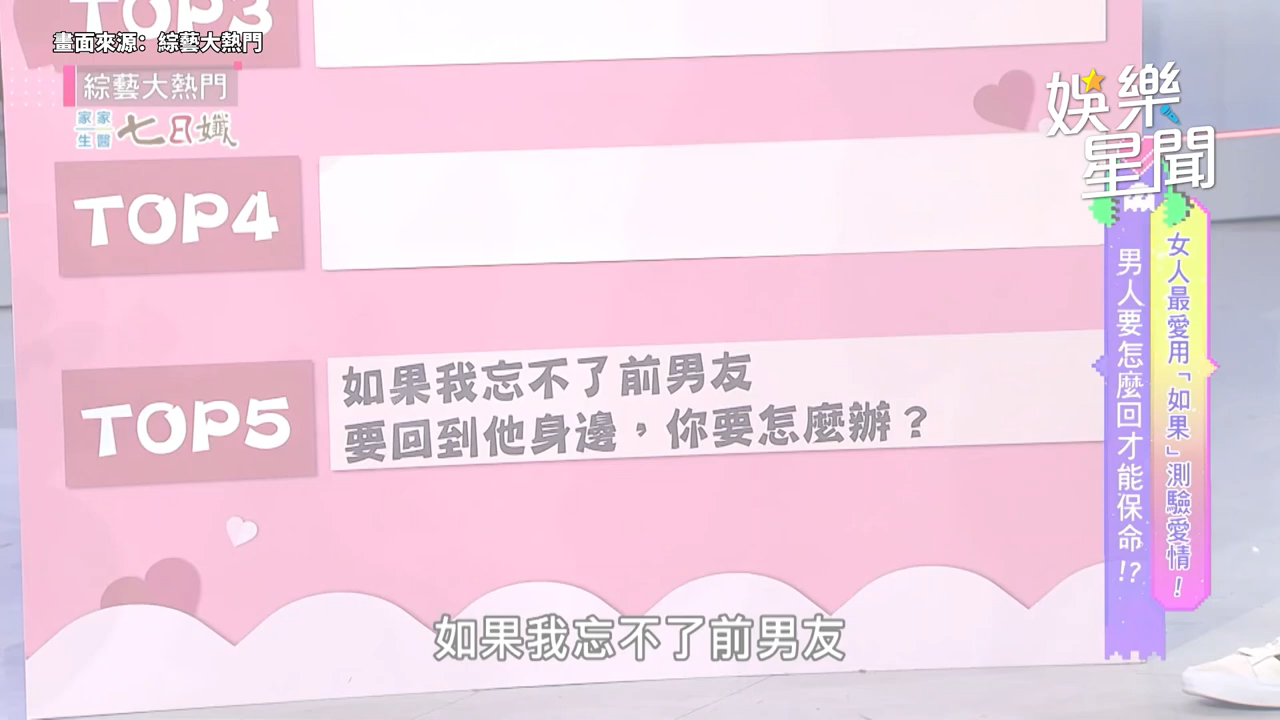 TOP3
畫面來源：綜藝大熱門
綜藝大熱門
家家生醫 七日孅
娛樂星聞
TOP4
TOP5
如果我忘不了前男友
要回到他身邊，你要怎麼辦？
女人最愛用「如果」測驗愛情！
男人要怎麼回才能保命!?
如果我忘不了前男友